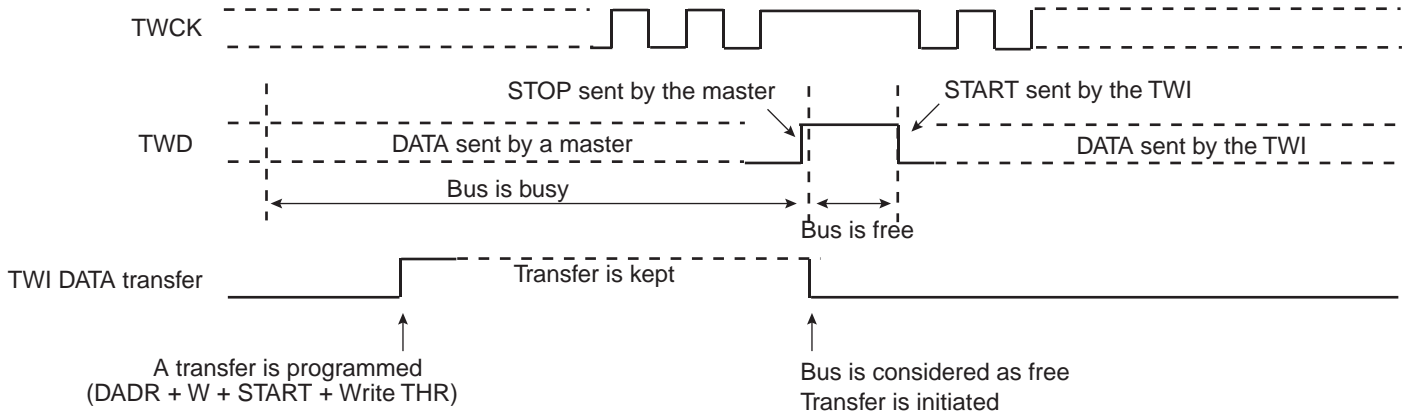 TWCK
STOP sent by the master
START sent by the TWI
TWD
DATA sent by a master
DATA sent by the TWI
Bus is busy
Bus is free
TWI DATA transfer
Transfer is kept
A transfer is programmed
(DADR + W + START + Write THR)
Bus is considered as free
Transfer is initiated